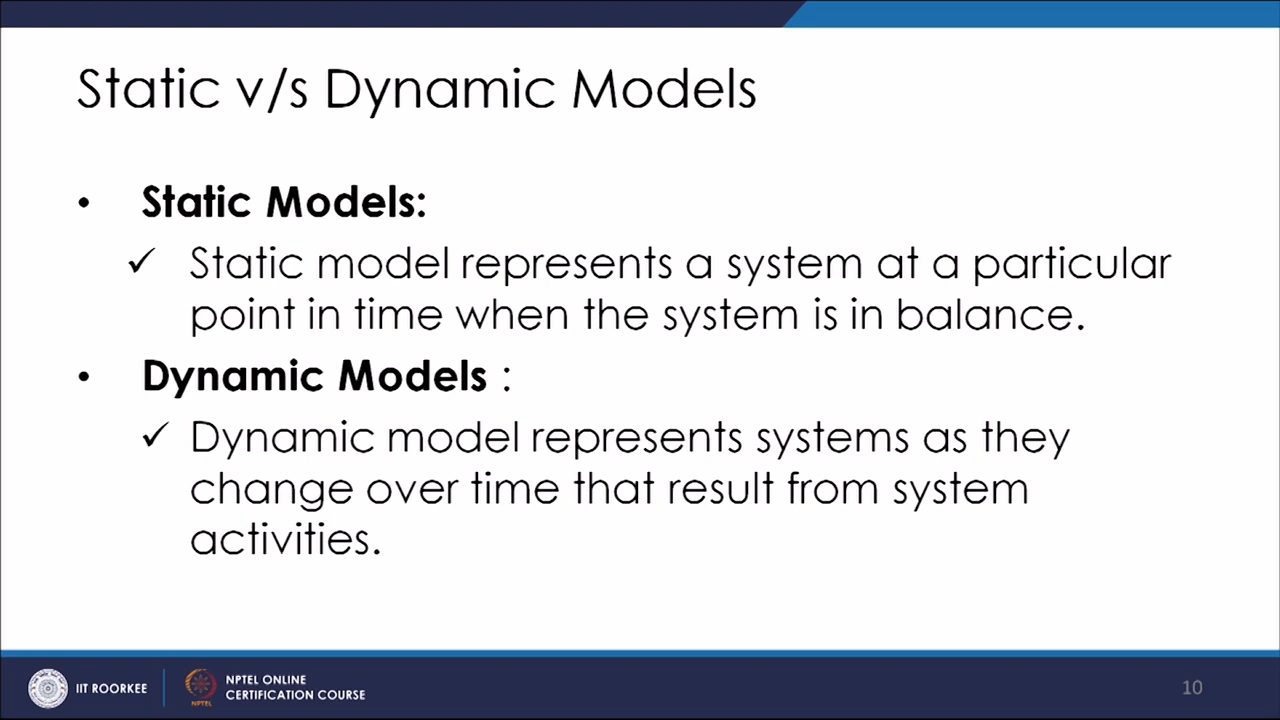 Static v/s Dynamic Models
• Static Models:
✓ Static model represents a system at a particular
point in time when the system is in balance.
• Dynamic Models :
✓ Dynamic model represents systems as they
change over time that result from system
activities.
IIT ROORKEE
NPTEL
NPTEL ONLINE
CERTIFICATION COURSE
10